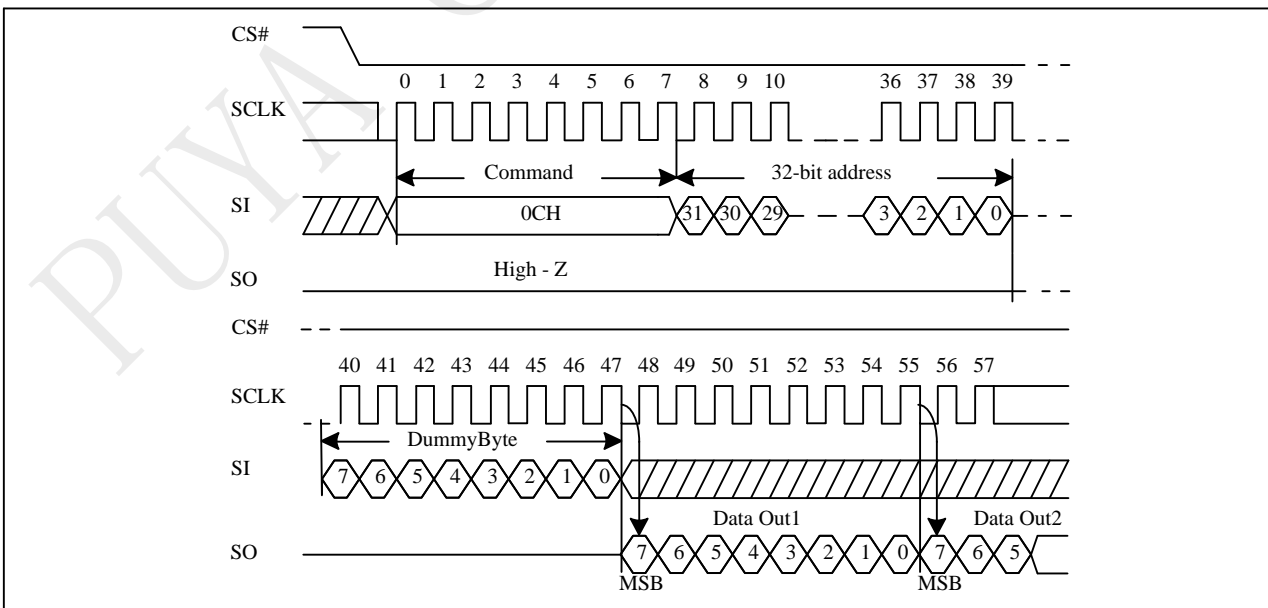 PUYA
CS#
0 1 2 3 4 5 6 7 8 9 10 36 37 38 39
SCLK
Command 32-bit address
SI 0CH 31 30 29 3 2 1 0
High - Z
SO
CS#
40 41 42 43 44 45 46 47 48 49 50 51 52 53 54 55 56 57
SCLK
DummyByte
SI 7 6 5 4 3 2 1 0
Data Out1 Data Out2
SO 7 6 5 4 3 2 1 0 7 6 5
MSB MSB